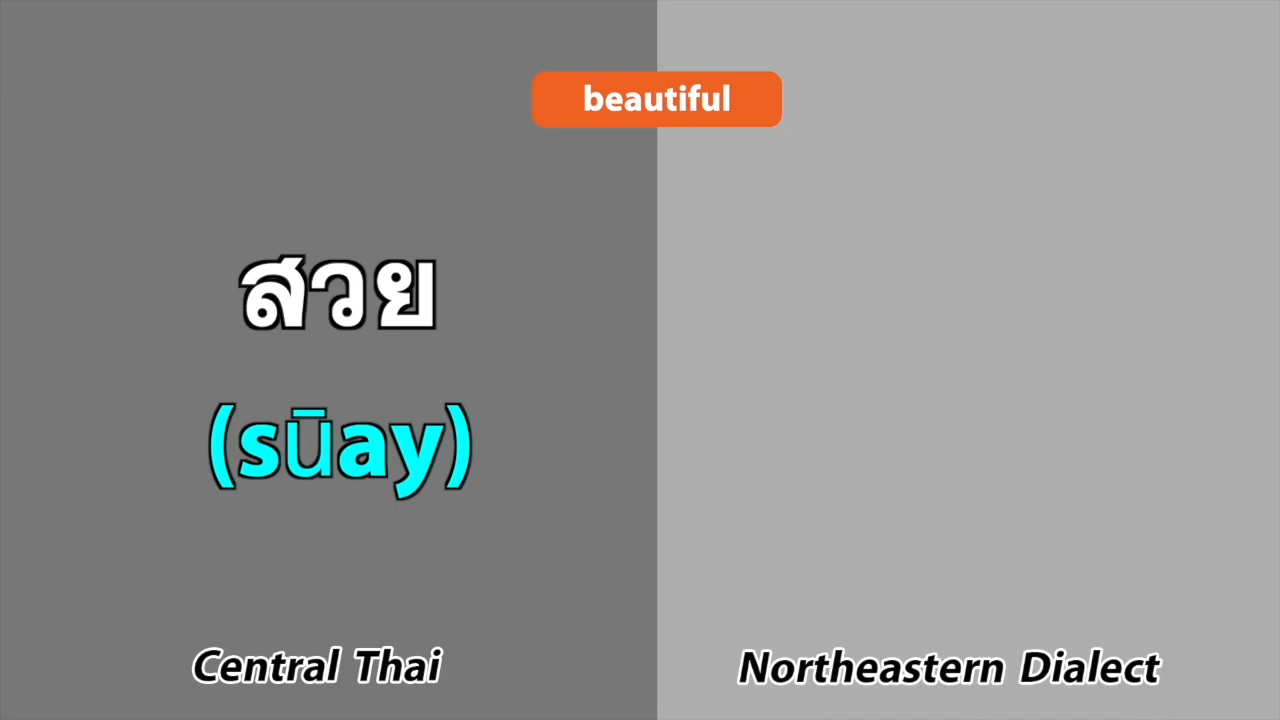 beautiful
สวย
(sūay)
Central Thai
Northeastern Dialect